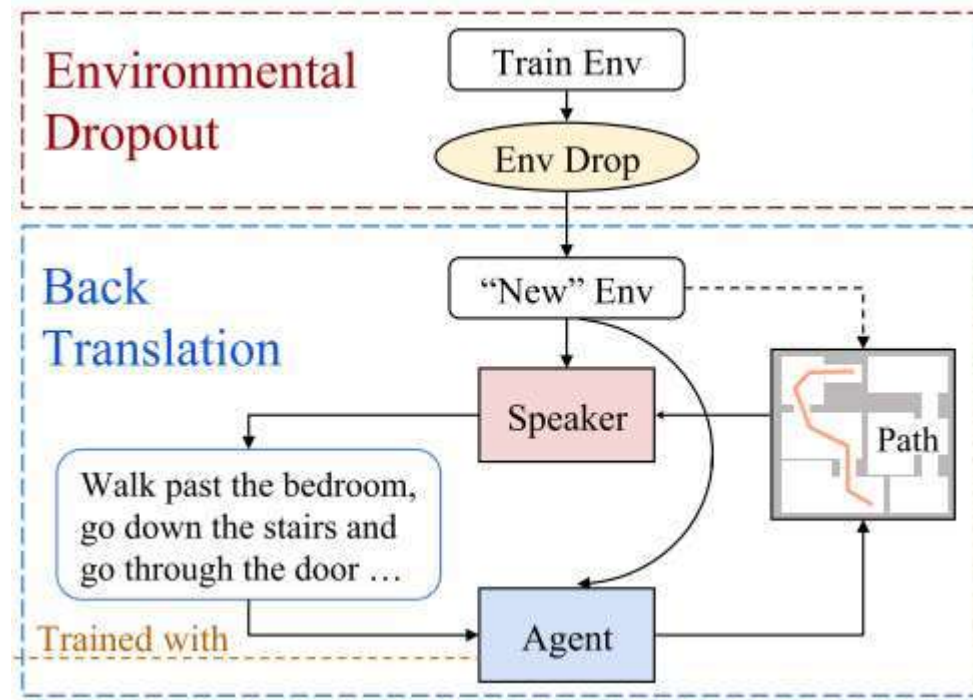 Environmental
Dropout
Train Env
Env Drop
Back
Translation
“New” Env
Speaker
Path
Walk past the bedroom,
go down the stairs and
go through the door …
Trained with
Agent